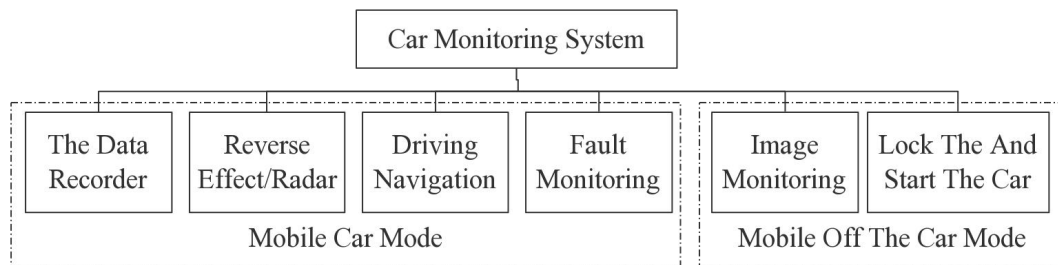 Car Monitoring System
The Data
Recorder
Reverse
Effect/Radar
Driving
Navigation
Fault
Monitoring
Image
Monitoring
Lock The And
Start The Car
Mobile Car Mode
Mobile Off The Car Mode